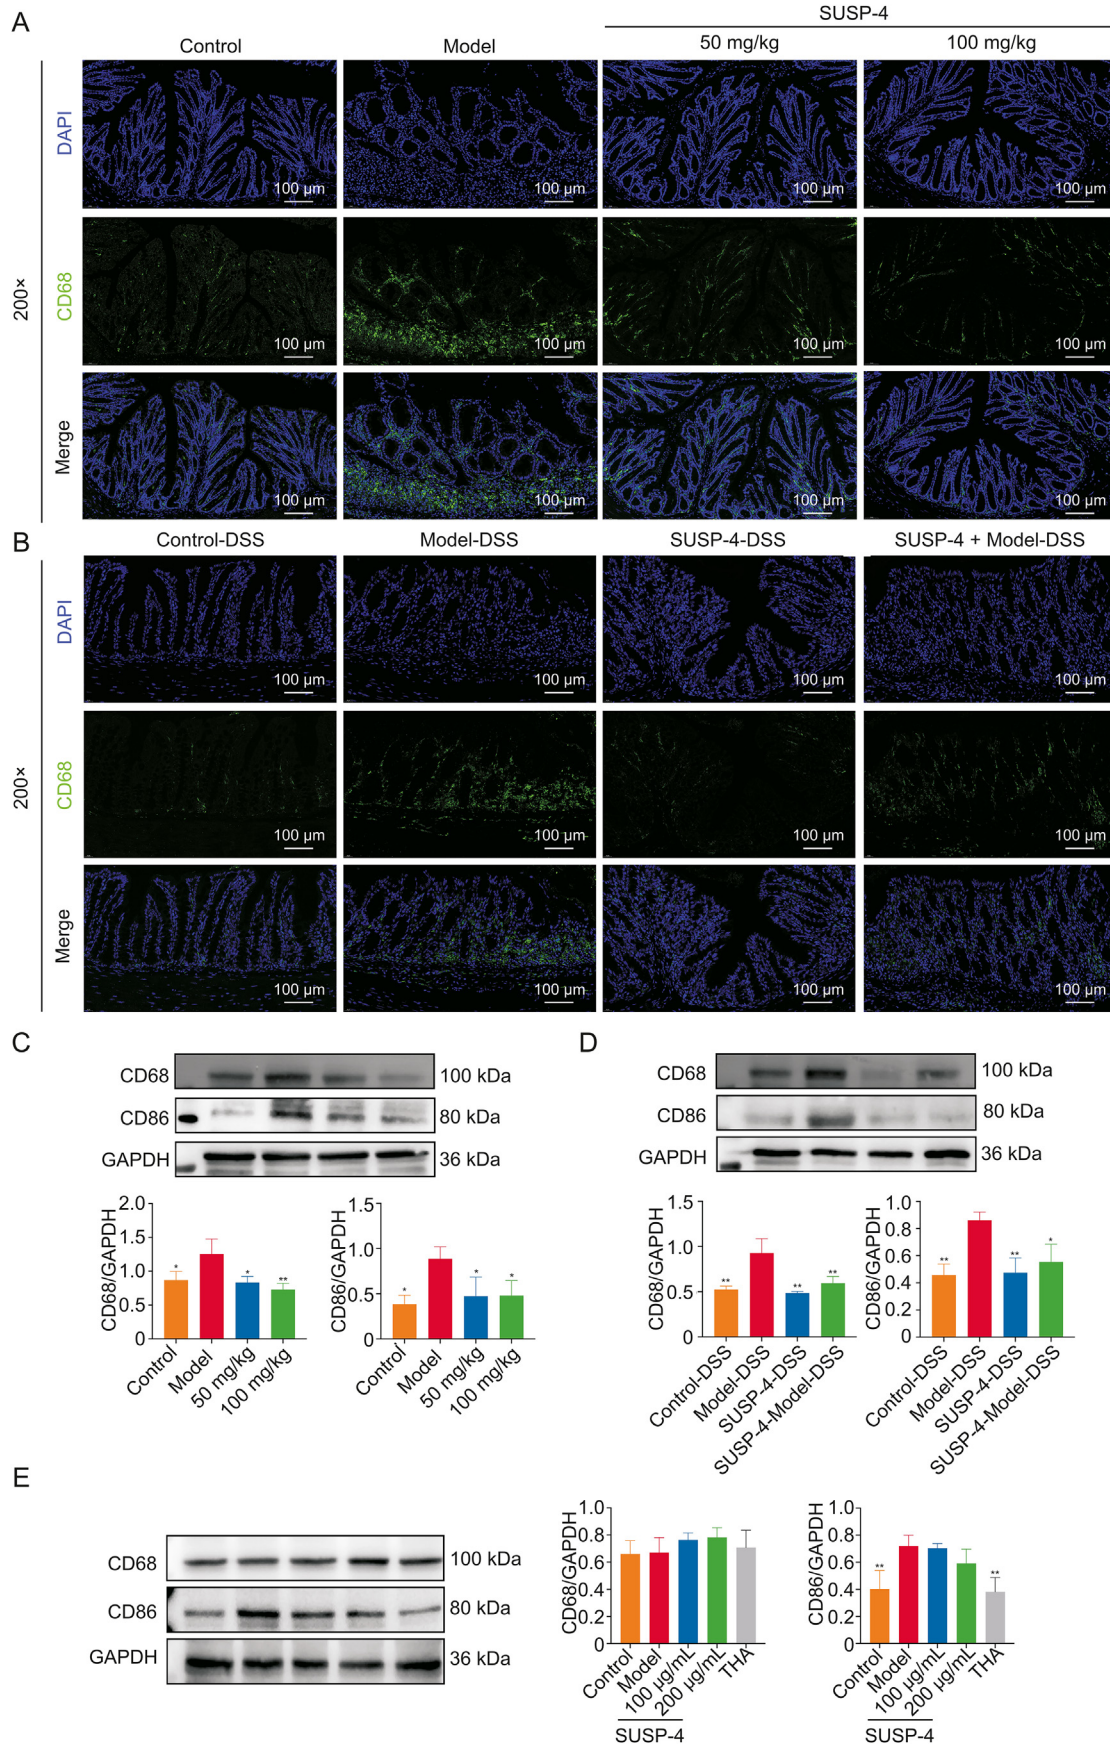 A
SUSP-4
Control
Model
50 mg/kg
100 mg/kg
200×
DAPI
100 µm
100 µm
100 µm
100 µm
CD68
100 µm
100 µm
100 µm
100 µm
Merge
100 µm
100 µm
100 µm
100 µm
B
Control-DSS
Model-DSS
SUSP-4-DSS
SUSP-4 + Model-DSS
200×
DAPI
100 µm
100 µm
100 µm
100 µm
CD68
100 µm
100 µm
100 µm
100 µm
Merge
100 µm
100 µm
100 µm
100 µm
C
CD68
100 kDa
CD86
80 kDa
GAPDH
36 kDa
CD68/GAPDH
2.0
1.5
1.0
0.5
0
*
*
**
Control
Model
50 mg/kg
100 mg/kg
CD86/GAPDH
1.5
1.0
0.5
0
*
*
*
Control
Model
50 mg/kg
100 mg/kg
D
CD68
100 kDa
CD86
80 kDa
GAPDH
36 kDa
CD68/GAPDH
1.5
1.0
0.5
0
**
**
**
Control-DSS
Model-DSS
SUSP-4-DSS
SUSP-4-Model-DSS
CD86/GAPDH
1.0
0.8
0.6
0.4
0.2
0
**
**
*
Control-DSS
Model-DSS
SUSP-4-DSS
SUSP-4-Model-DSS
E
CD68
100 kDa
CD86
80 kDa
GAPDH
36 kDa
CD68/GAPDH
1.0
0.8
0.6
0.4
0.2
0
Control
Model
100 µg/mL
200 µg/mL
THA
SUSP-4
CD86/GAPDH
1.0
0.8
0.6
0.4
0.2
0
**
**
Control
Model
100 µg/mL
200 µg/mL
THA
SUSP-4